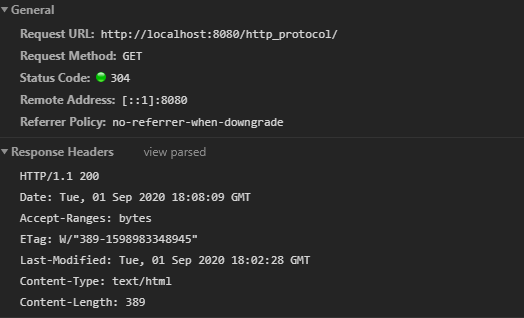 General
Request URL: http://localhost:8080/http_protocol/
Request Method: GET
Status Code: 304
Remote Address: [::1]:8080
Referrer Policy: no-referrer-when-downgrade
Response Headers view parsed
HTTP/1.1 200
Date: Tue, 01 Sep 2020 18:08:09 GMT
Accept-Ranges: bytes
ETag: W/"389-1598983348945"
Last-Modified: Tue, 01 Sep 2020 18:02:28 GMT
Content-Type: text/html
Content-Length: 389